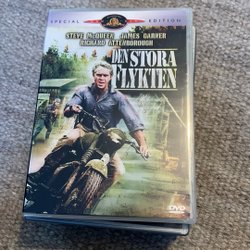 SPECIAL EDITION
STEVE McQUEEN JAMES GARNER
RICHARD ATTENBOROUGH
DEN STORA
FLYKTEN
DVD